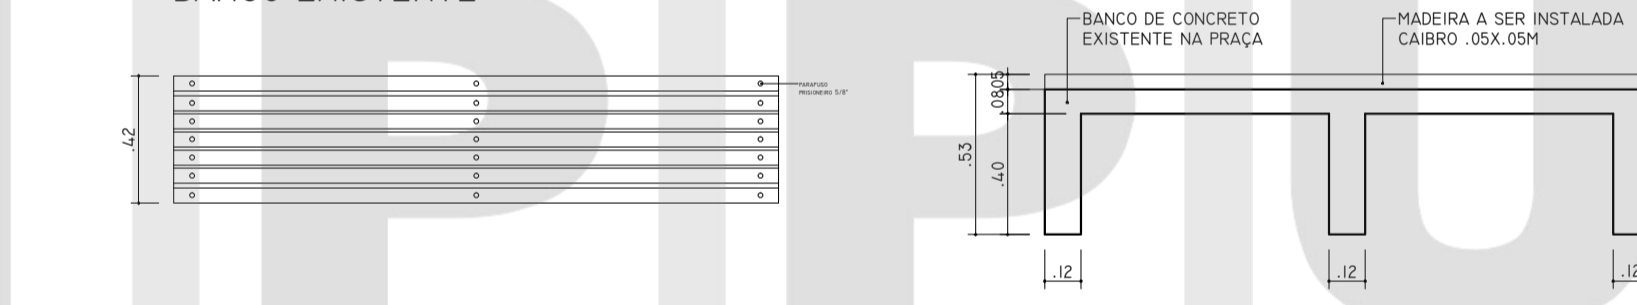 BANCO EXISTENTE
.42
PARAFUSO
PRISIONEIRO 5/8"
BANCO DE CONCRETO
EXISTENTE NA PRAÇA
MADEIRA A SER INSTALADA
CAIBRO .05X.05M
.05
.08
.53
.40
.12
.12
.12